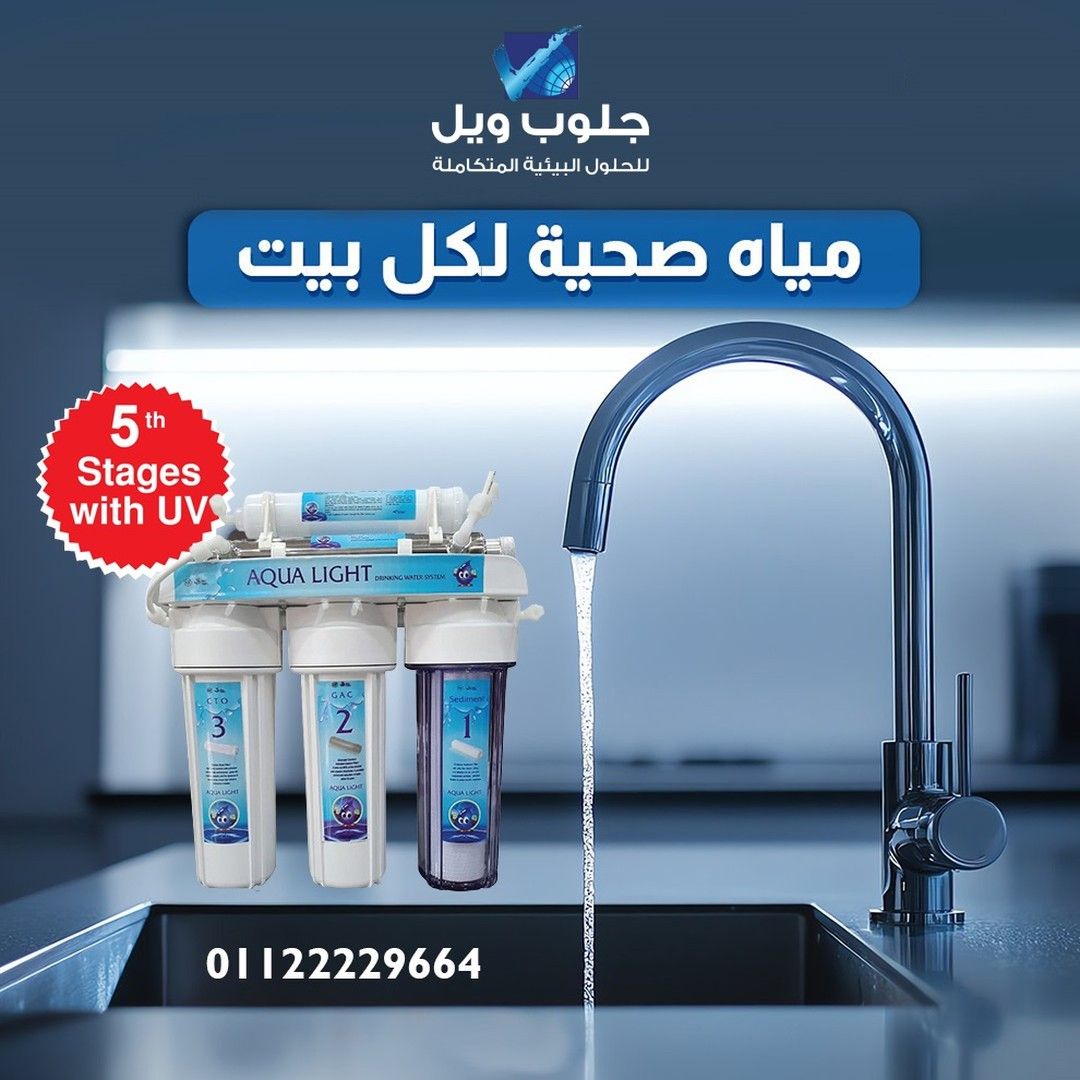 جلوب ويل
للحلول البيئية المتكاملة
مياه صحية لكل بيت
5th
Stages
with UV
AQUA LIGHT DRINKING WATER SYSTEM
CTO
3
AQUA LIGHT
GAC
2
AQUA LIGHT
Sediment
1
AQUA LIGHT
01122229664